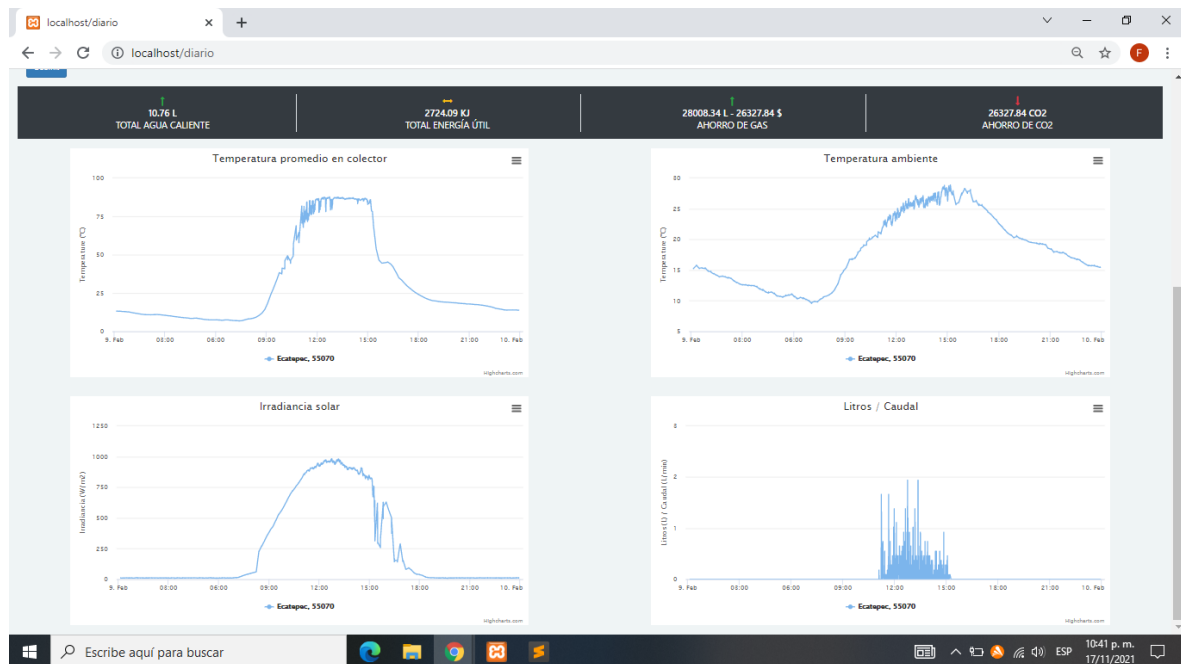 localhost/diario
localhost/diario
F
10.76 L
TOTAL AGUA CALIENTE
2724.09 KJ
TOTAL ENERGÍA ÚTIL
28008.34 L - 26327.84 $
AHORRO DE GAS
26327.84 CO2
AHORRO DE CO2
Temperatura promedio en colector
100
75
50
25
0
Temperature (°C)
9. Feb 03:00 06:00 09:00 12:00 15:00 18:00 21:00 10. Feb
Ecatepec, 55070
Highcharts.com
Temperatura ambiente
30
25
20
15
10
5
Temperature (°C)
9. Feb 03:00 06:00 09:00 12:00 15:00 18:00 21:00 10. Feb
Ecatepec, 55070
Highcharts.com
Irradiancia solar
1250
1000
750
500
250
0
Irradiancia (W/m2)
9. Feb 03:00 06:00 09:00 12:00 15:00 18:00 21:00 10. Feb
Ecatepec, 55070
Highcharts.com
Litros / Caudal
3
2
1
0
Litros (L) / Caudal (L/min)
9. Feb 03:00 06:00 09:00 12:00 15:00 18:00 21:00 10. Feb
Ecatepec, 55070
Highcharts.com
Escribe aquí para buscar
ESP
10:41 p. m.
17/11/2021